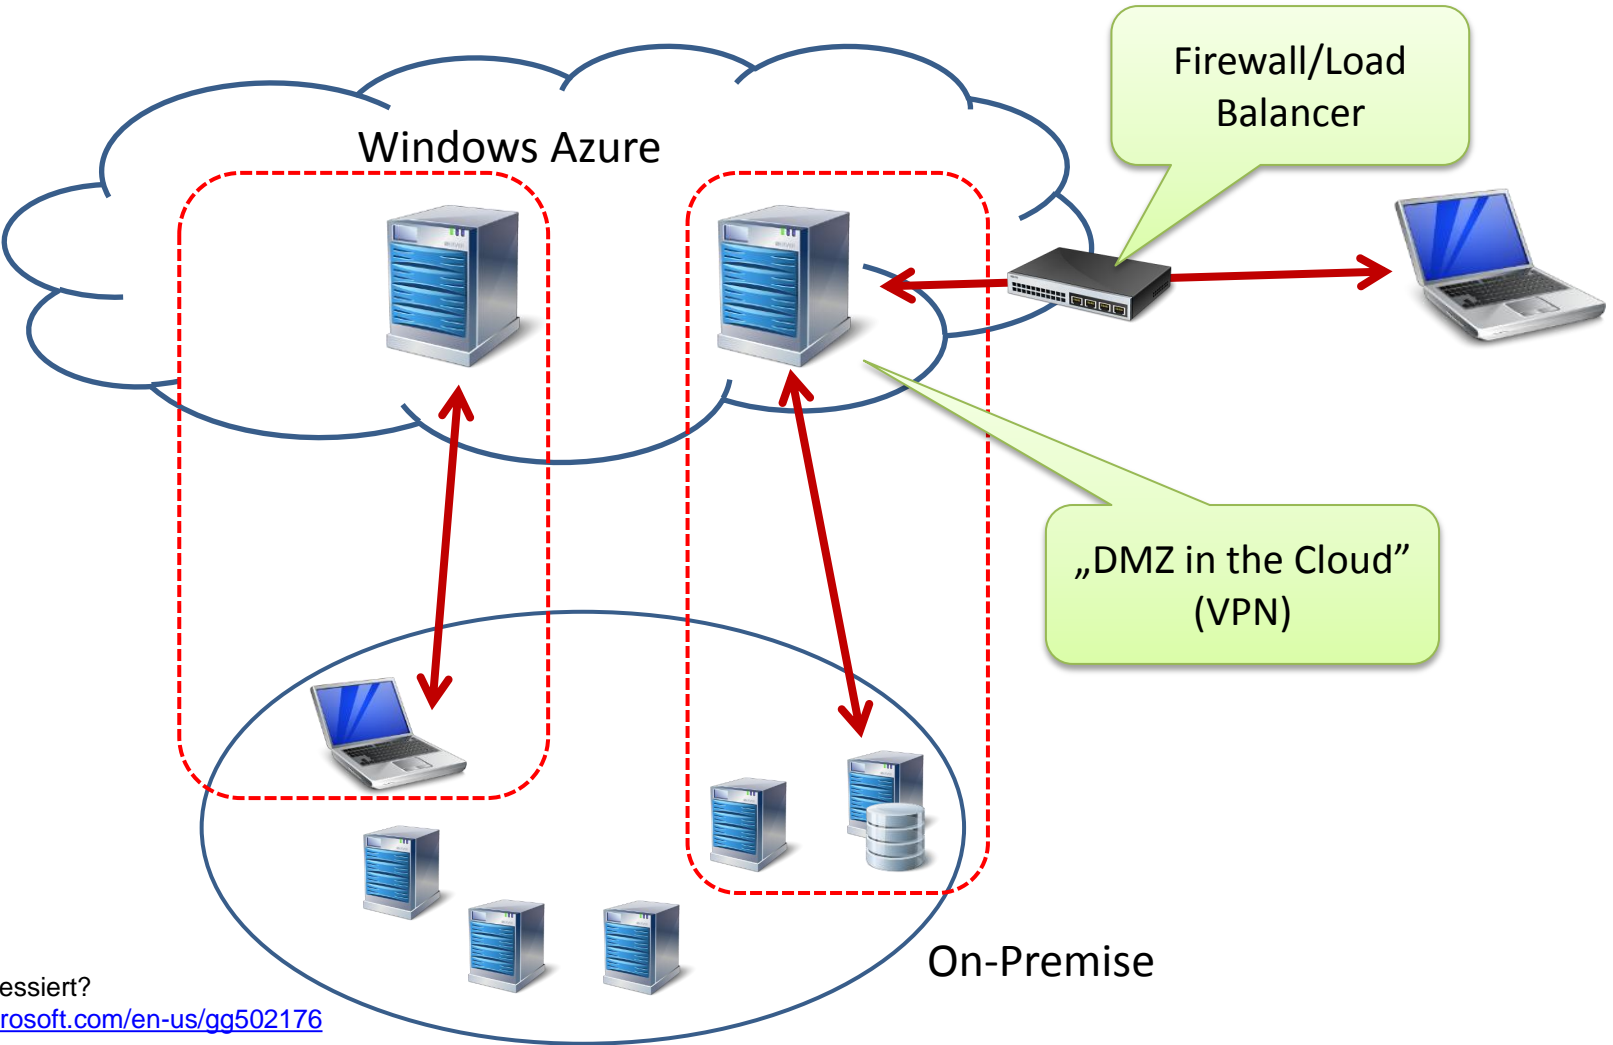 Firewall/Load
Balancer
Windows Azure
„DMZ in the Cloud”
(VPN)
On-Premise
essiert?
rosoft.com/en-us/gg502176